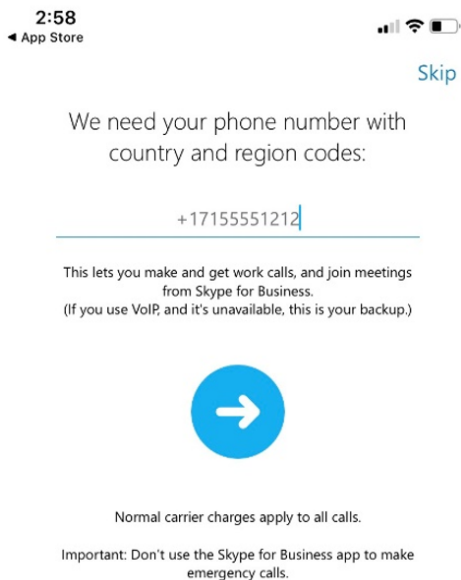 2:58
◀ App Store
Skip
We need your phone number with
country and region codes:
+17155551212
This lets you make and get work calls, and join meetings
from Skype for Business.
(If you use VoIP, and it's unavailable, this is your backup.)
Normal carrier charges apply to all calls.
Important: Don't use the Skype for Business app to make
emergency calls.